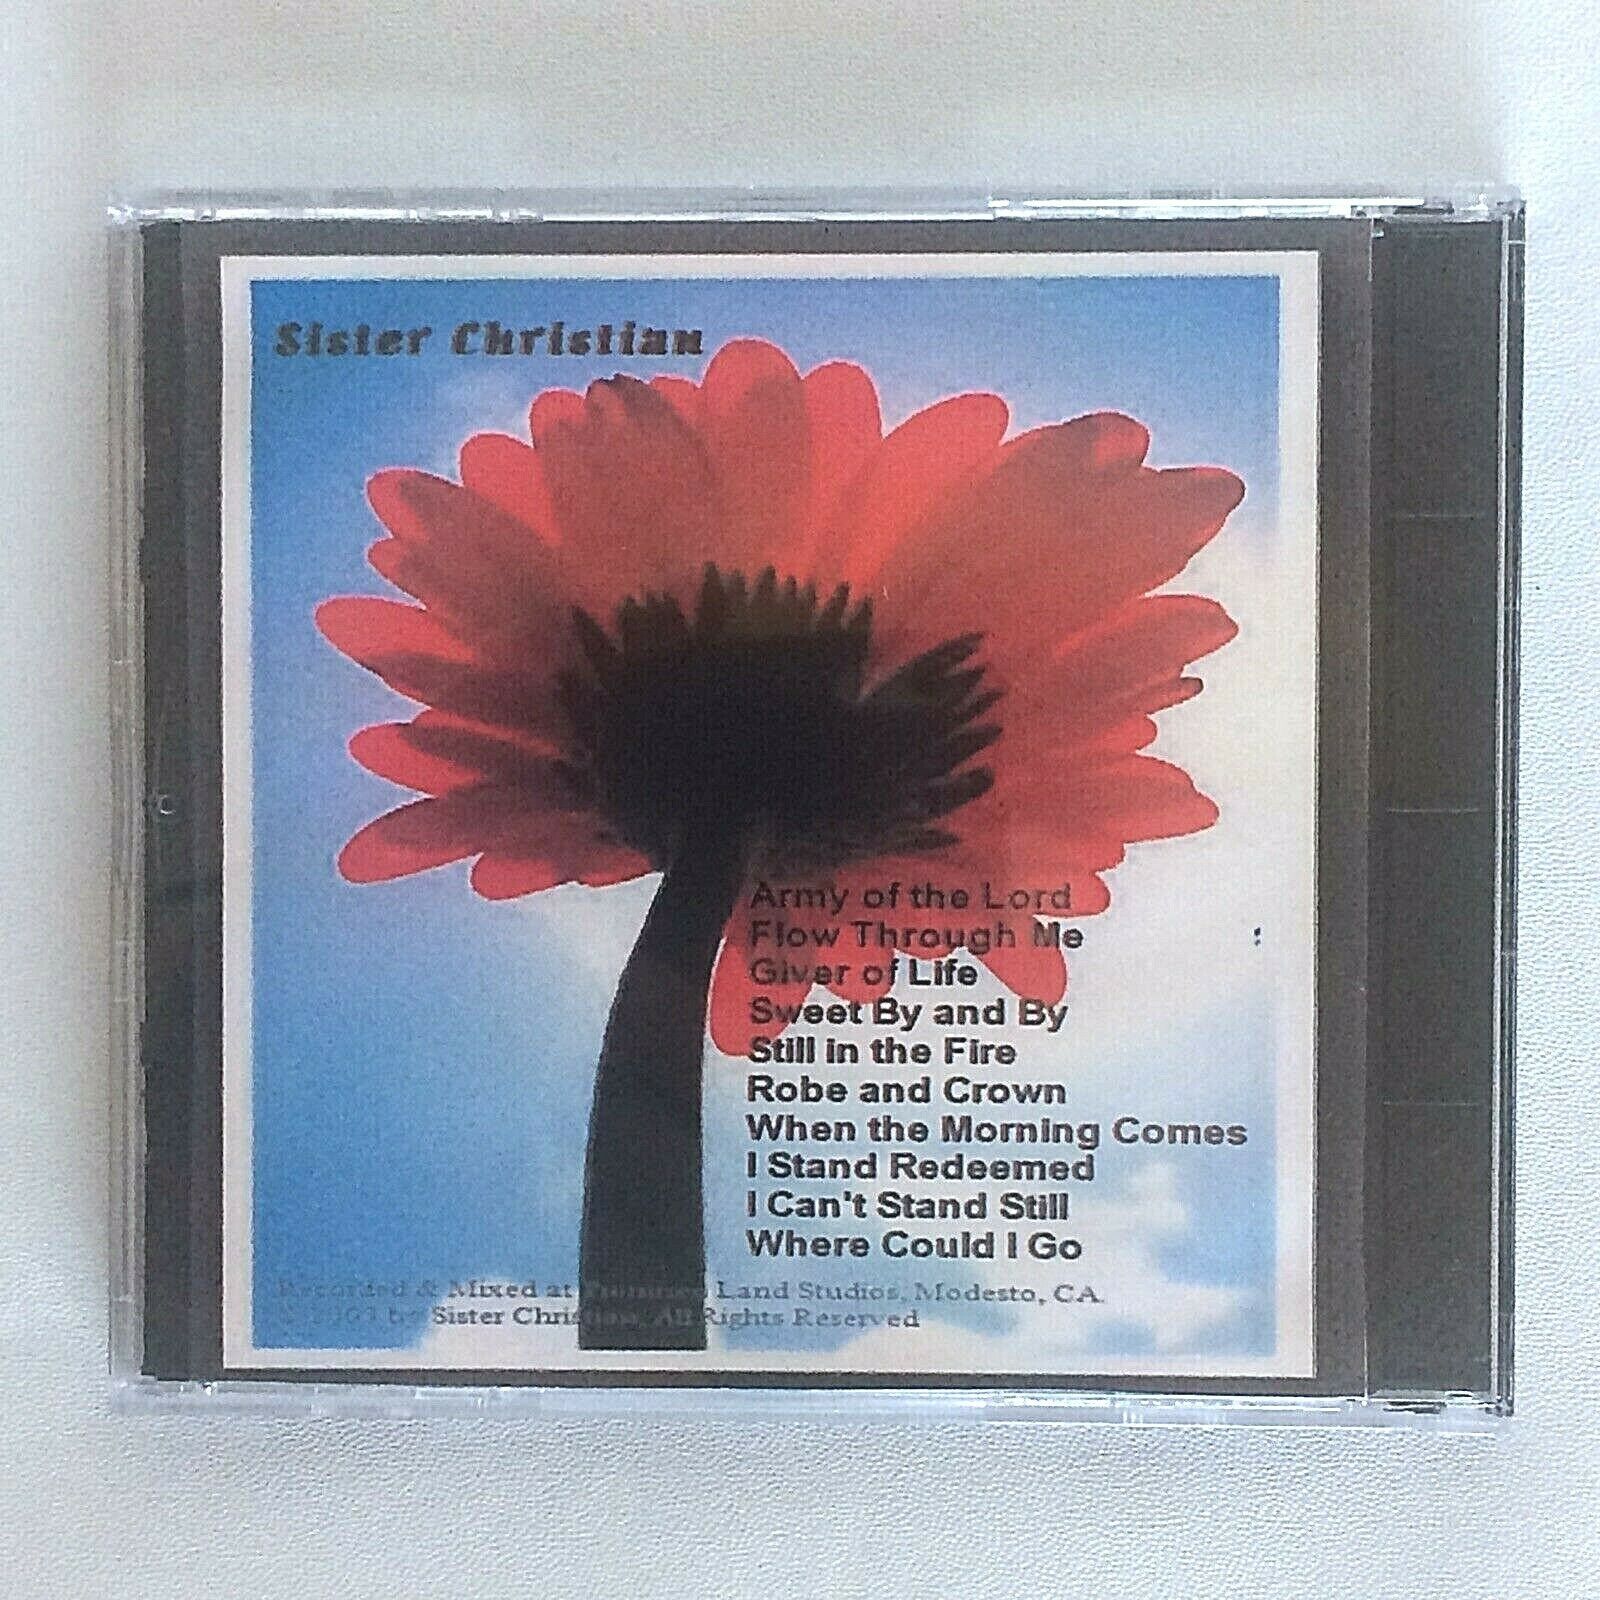 Sister Christian
Army of the Lord
Flow Through Me
Giver of Life
Sweet By and By
Still in the Fire
Robe and Crown
When the Morning Comes
I Stand Redeemed
I Can't Stand Still
Where Could I Go
Recorded & Mixed at Land Studios, Modesto, CA.
© by Sister Christian, All Rights Reserved